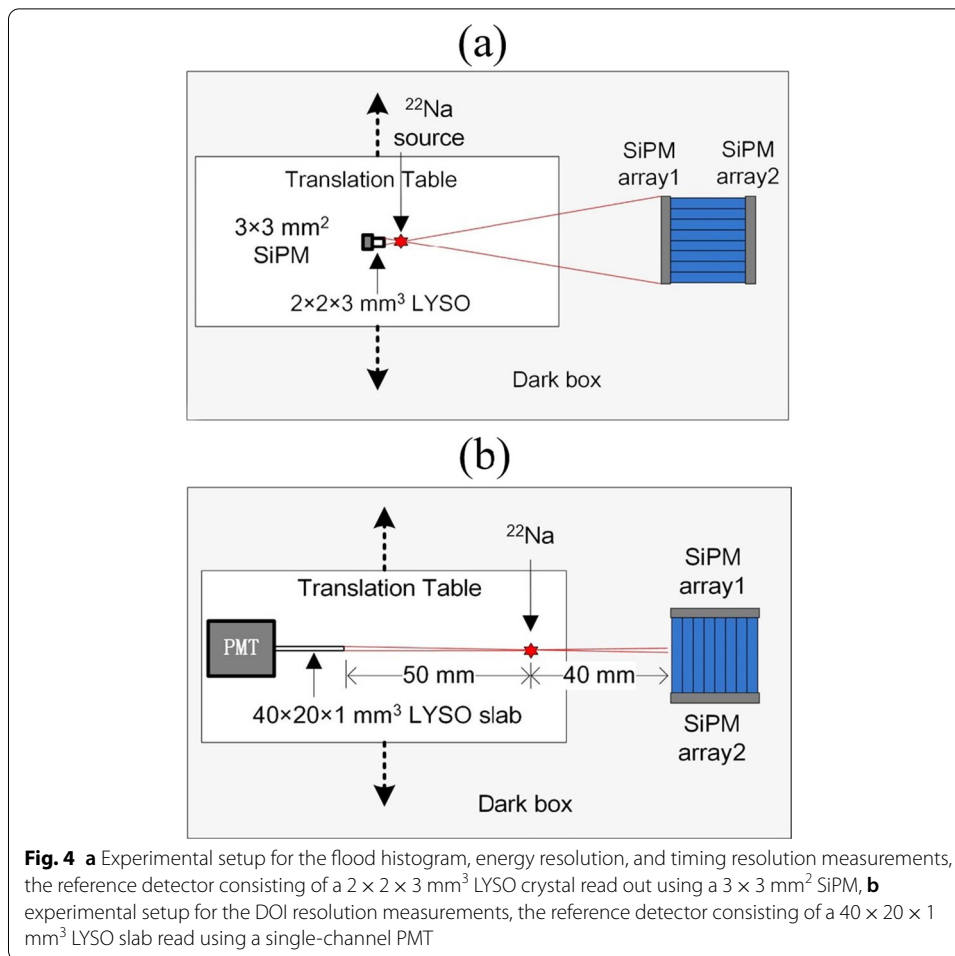 (a)
²²Na
source
SiPM
array1
SiPM
array2
Translation Table
3×3 mm²
SiPM
2×2×3 mm³ LYSO
Dark box
(b)
²²Na
SiPM
array1
Translation Table
PMT
50 mm
40 mm
40×20×1 mm³ LYSO slab
SiPM
array2
Dark box
Fig. 4 a Experimental setup for the flood histogram, energy resolution, and timing resolution measurements,
the reference detector consisting of a 2 × 2 × 3 mm³ LYSO crystal read out using a 3 × 3 mm² SiPM, b
experimental setup for the DOI resolution measurements, the reference detector consisting of a 40 × 20 × 1
mm³ LYSO slab read using a single-channel PMT